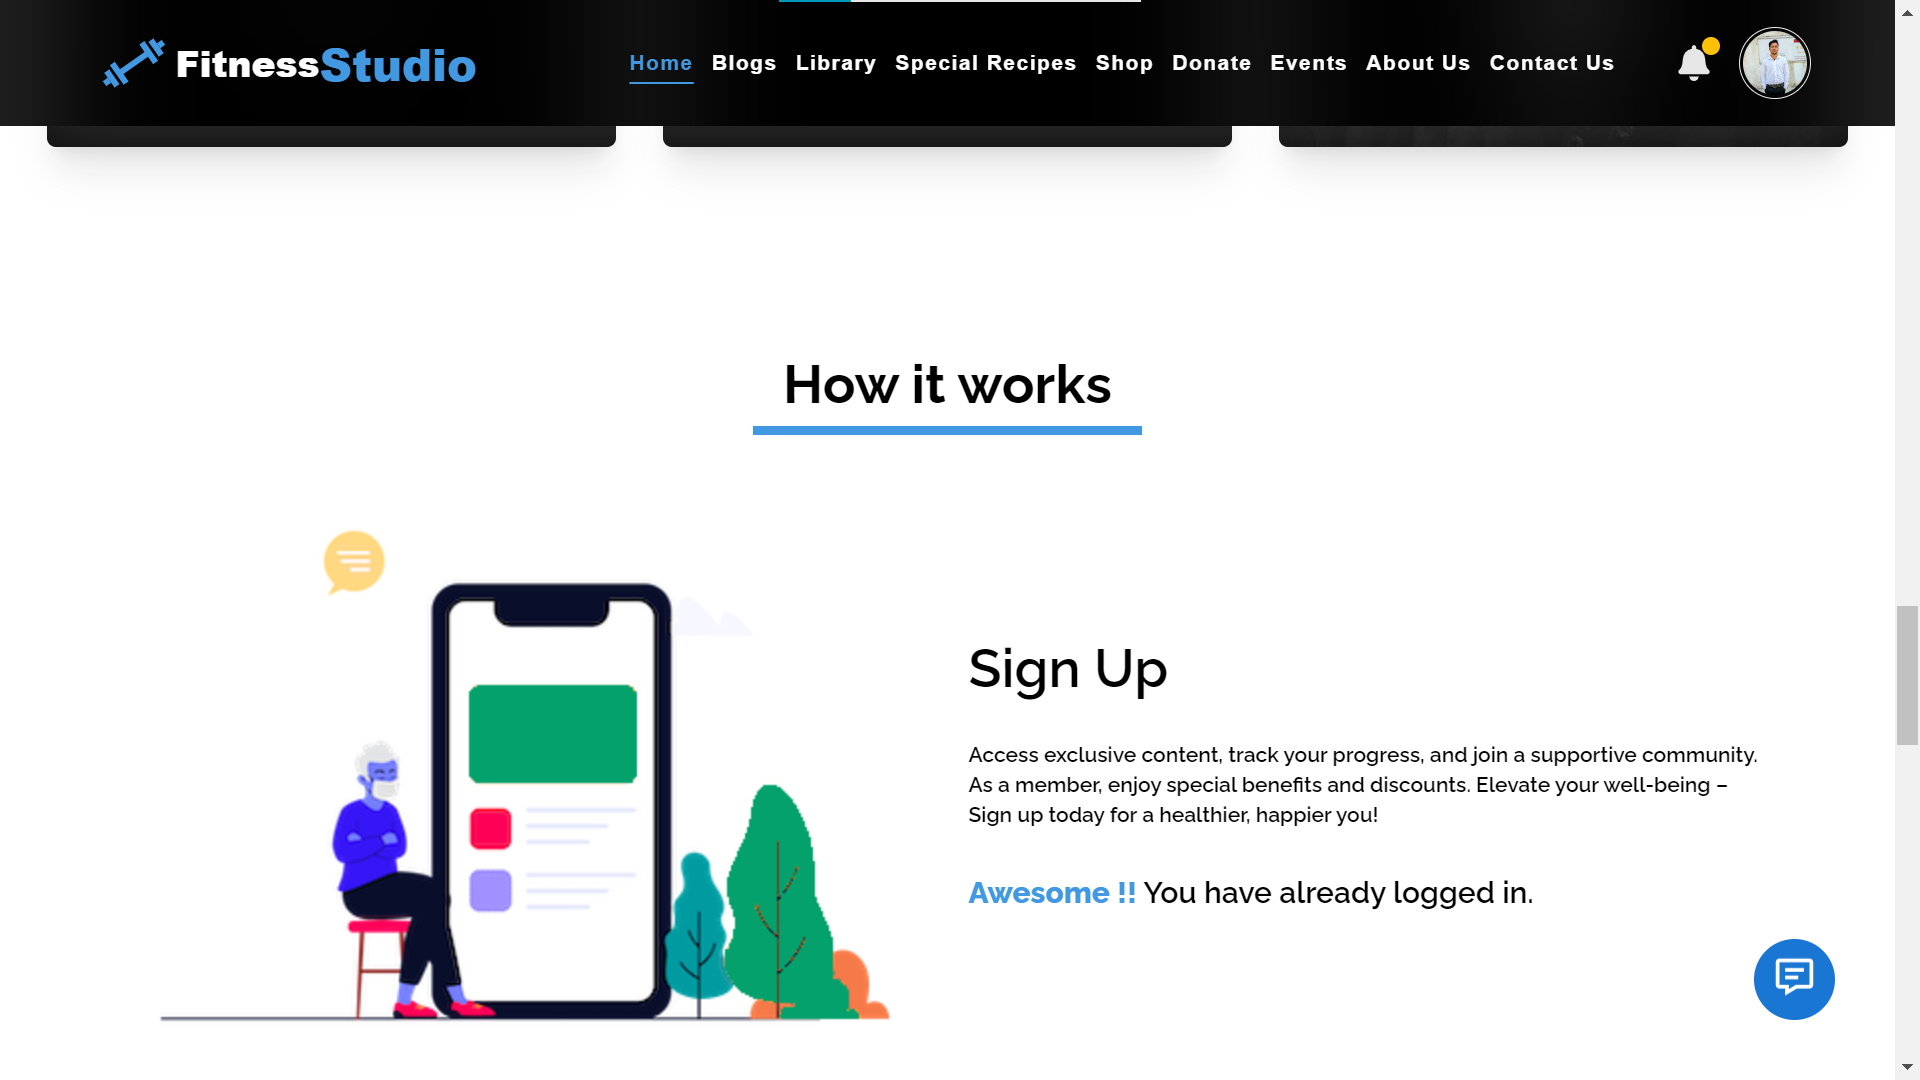 FitnessStudio
Home Blogs Library Special Recipes Shop Donate Events About Us Contact Us
How it works
Sign Up
Access exclusive content, track your progress, and join a supportive community.
As a member, enjoy special benefits and discounts. Elevate your well-being –
Sign up today for a healthier, happier you!
Awesome !! You have already logged in.